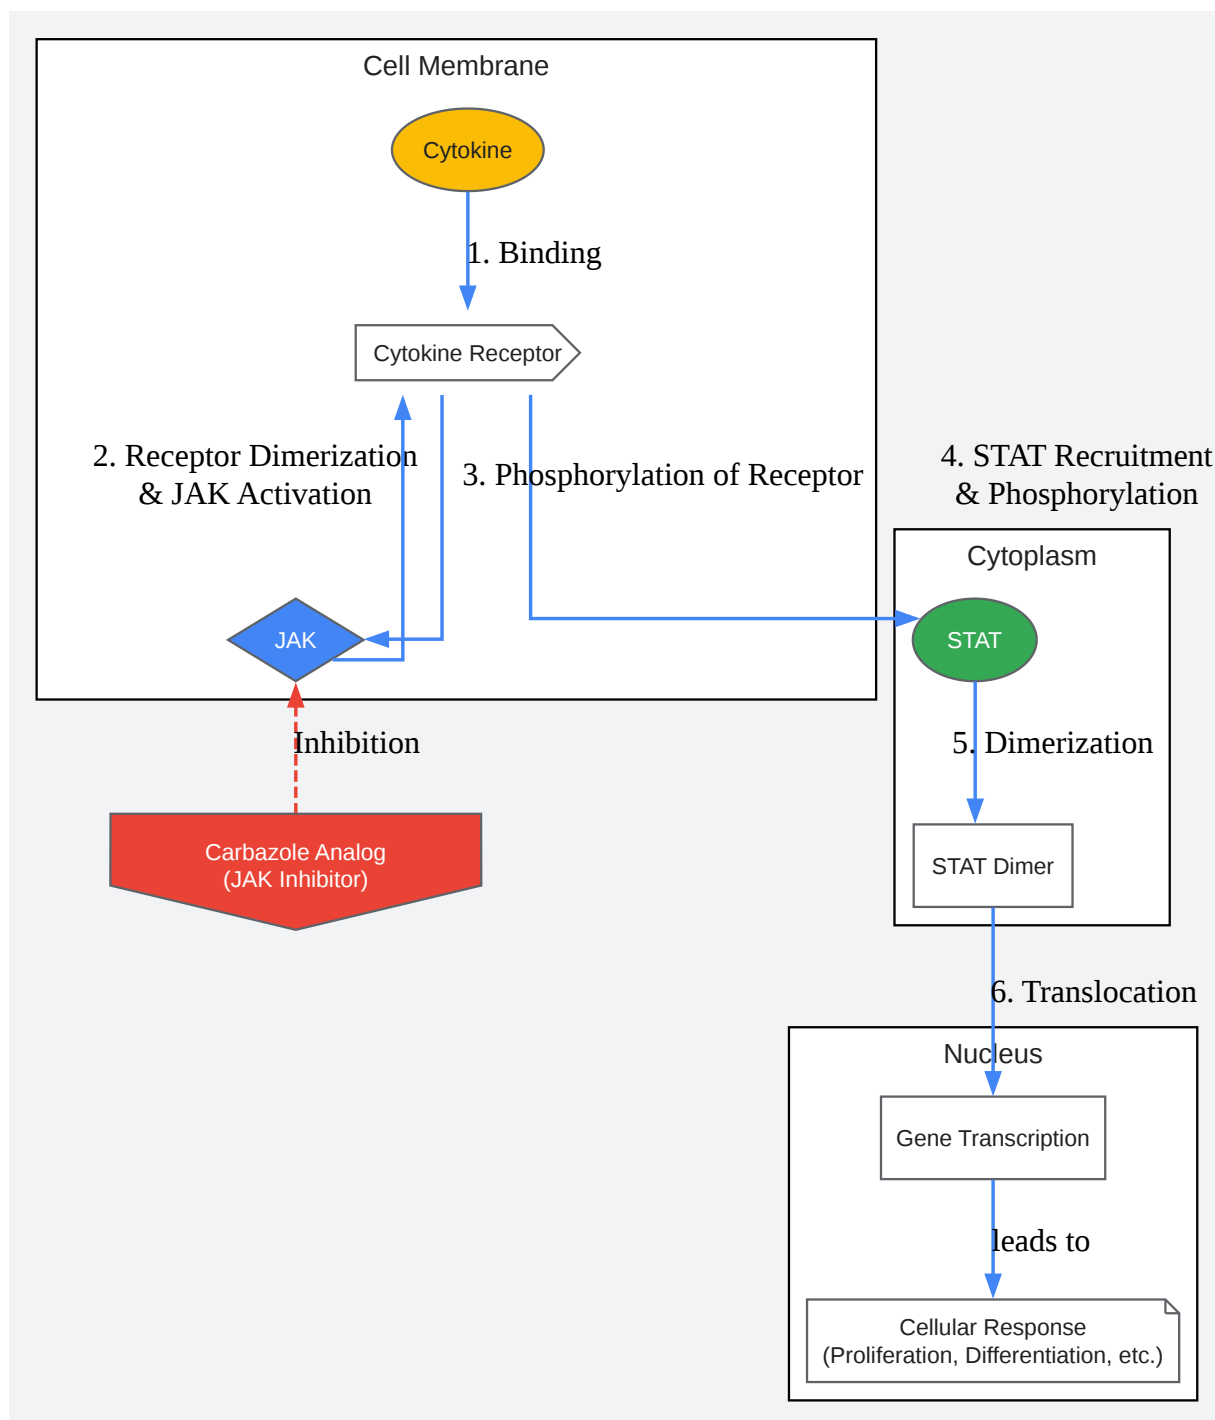 Cell Membrane
Cytokine
1. Binding
Cytokine Receptor
2. Receptor Dimerization
& JAK Activation
3. Phosphorylation of Receptor
4. STAT Recruitment
& Phosphorylation
Cytoplasm
JAK
STAT
Inhibition
5. Dimerization
Carbazole Analog
(JAK Inhibitor)
STAT Dimer
6. Translocation
Nucleus
Gene Transcription
leads to
Cellular Response
(Proliferation, Differentiation, etc.)